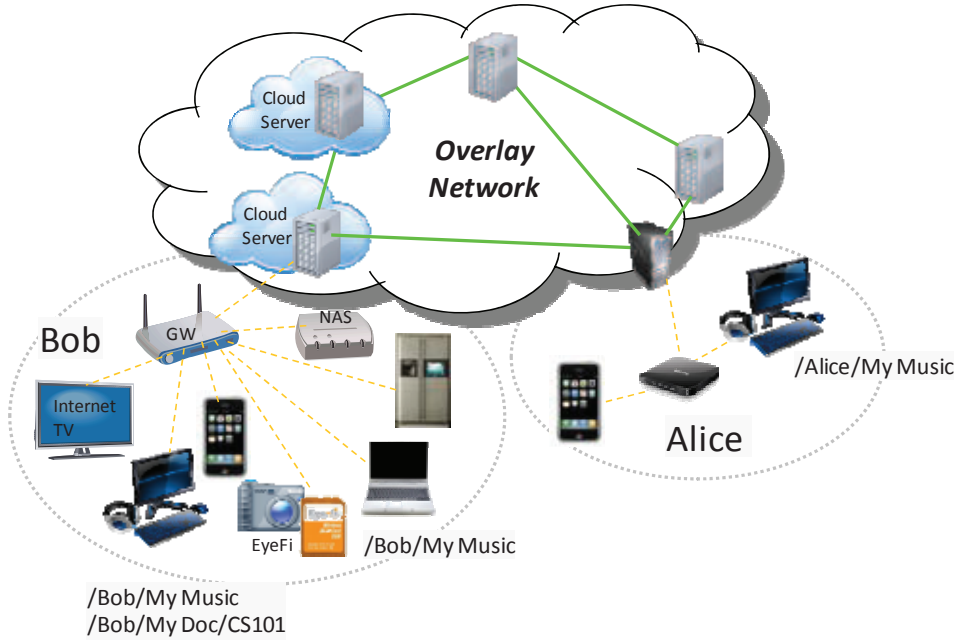 Cloud
Server
Overlay
Network
Cloud
Server
Bob
GW
NAS
Internet
TV
/Alice/My Music
Alice
EyeFi
/Bob/My Music
/Bob/My Music
/Bob/My Doc/CS101